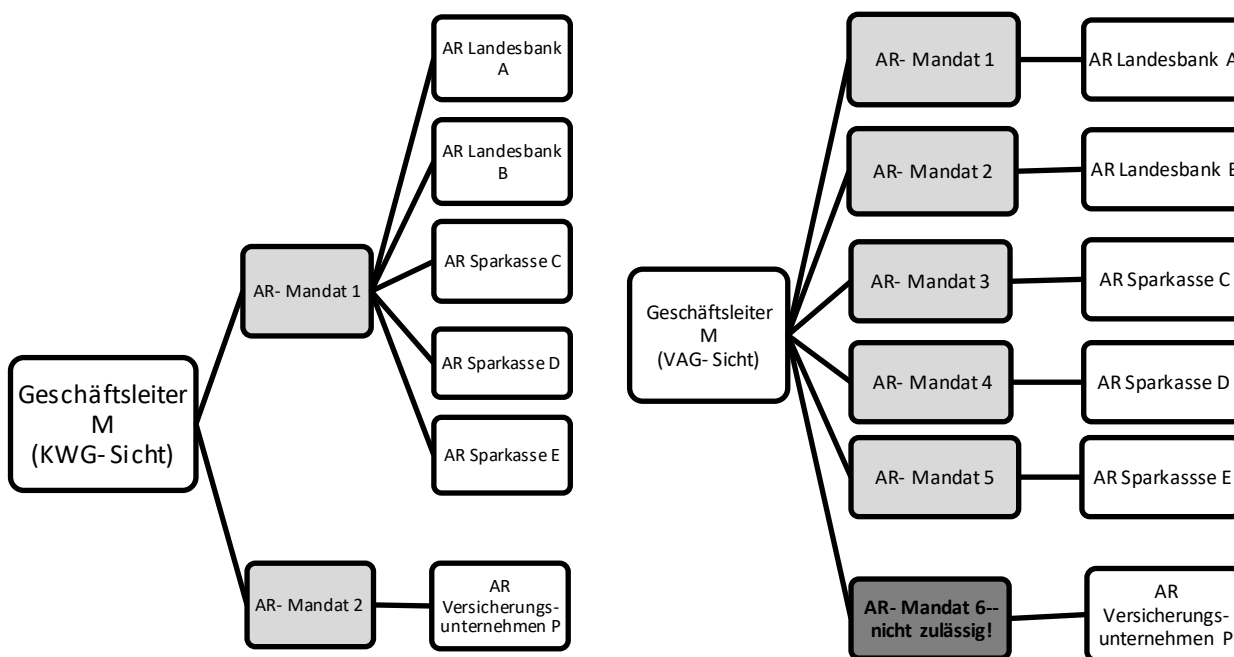 Geschäftsleiter
M
(KWG- Sicht)
AR- Mandat 1
AR Landesbank
A
AR Landesbank
B
AR Sparkasse C
AR Sparkasse D
AR Sparkasse E
AR- Mandat 2
AR
Versicherungs-
unternehmen P
Geschäftsleiter
M
(VAG- Sicht)
AR- Mandat 1
AR Landesbank A
AR- Mandat 2
AR Landesbank B
AR- Mandat 3
AR Sparkasse C
AR- Mandat 4
AR Sparkasse D
AR- Mandat 5
AR Sparkassse E
AR- Mandat 6--
nicht zulässig!
AR
Versicherungs-
unternehmen P